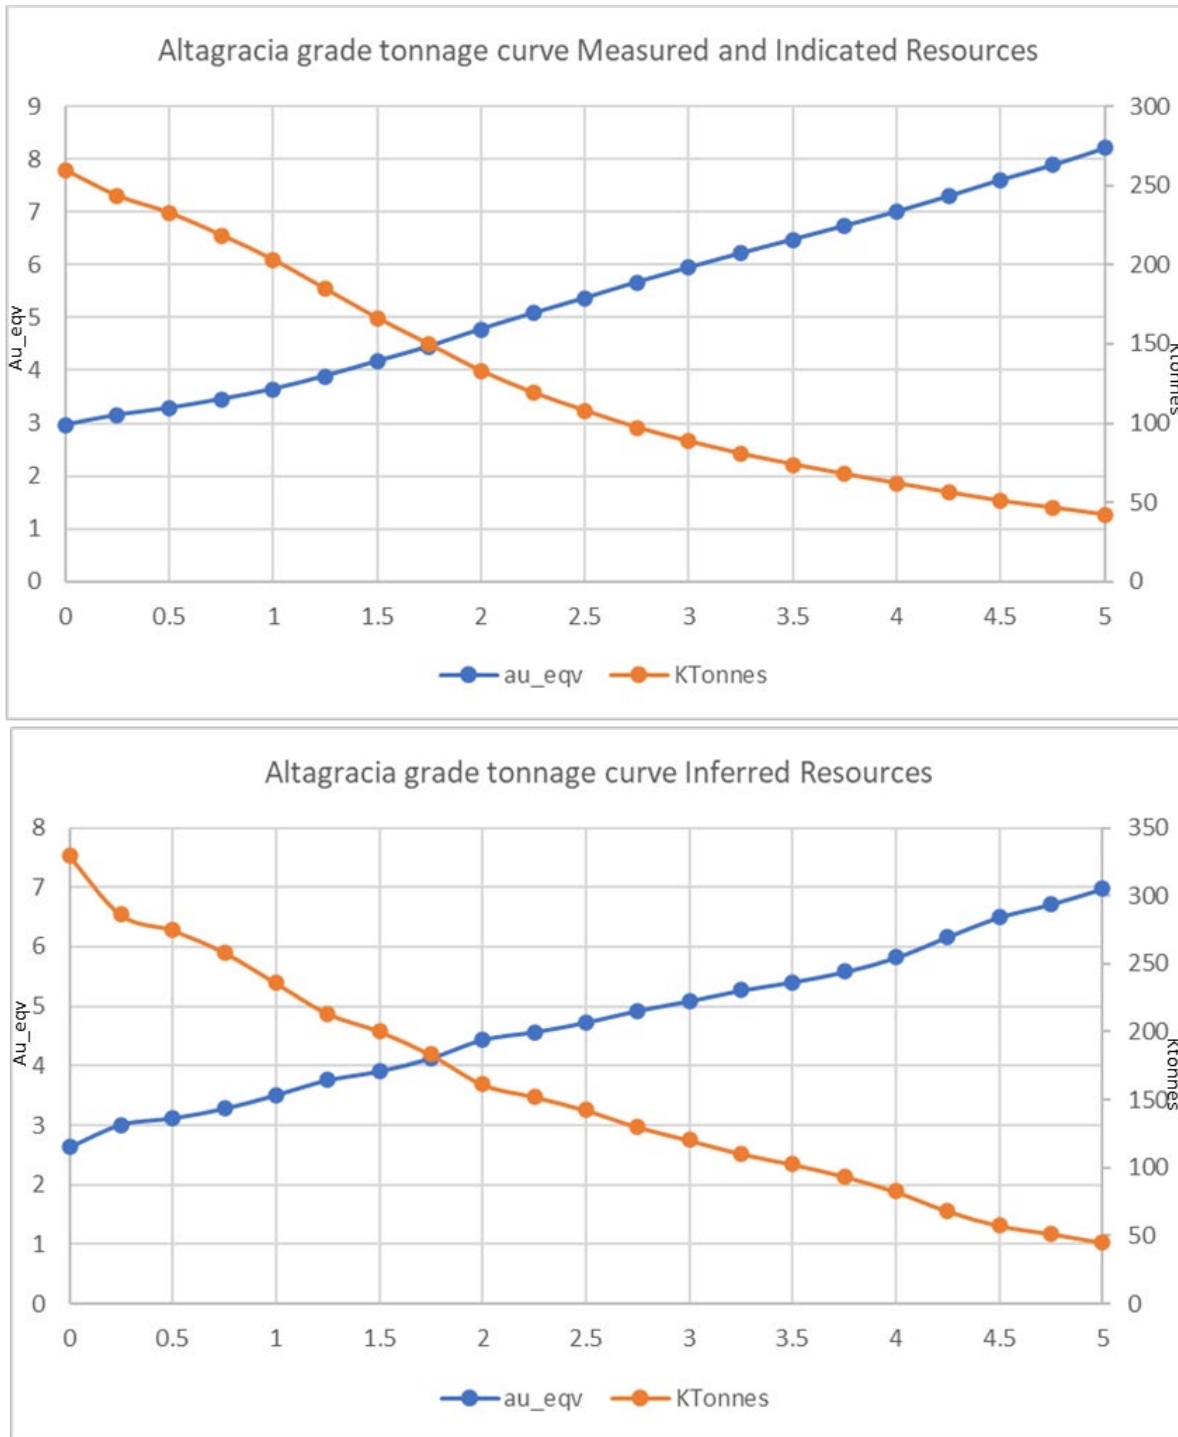 Altagracia grade tonnage curve Measured and Indicated Resources
9 300
8 250
7
6 200
5
Au_eqv
4 150
Ktonnes
3 100
2
1 50
0 0
0 0.5 1 1.5 2 2.5 3 3.5 4 4.5 5
au_eqv KTonnes
Altagracia grade tonnage curve Inferred Resources
8 350
7 300
6 250
5 200
Au_eqv
4
Ktonnes
3 150
2 100
1 50
0 0
0 0.5 1 1.5 2 2.5 3 3.5 4 4.5 5
au_eqv KTonnes